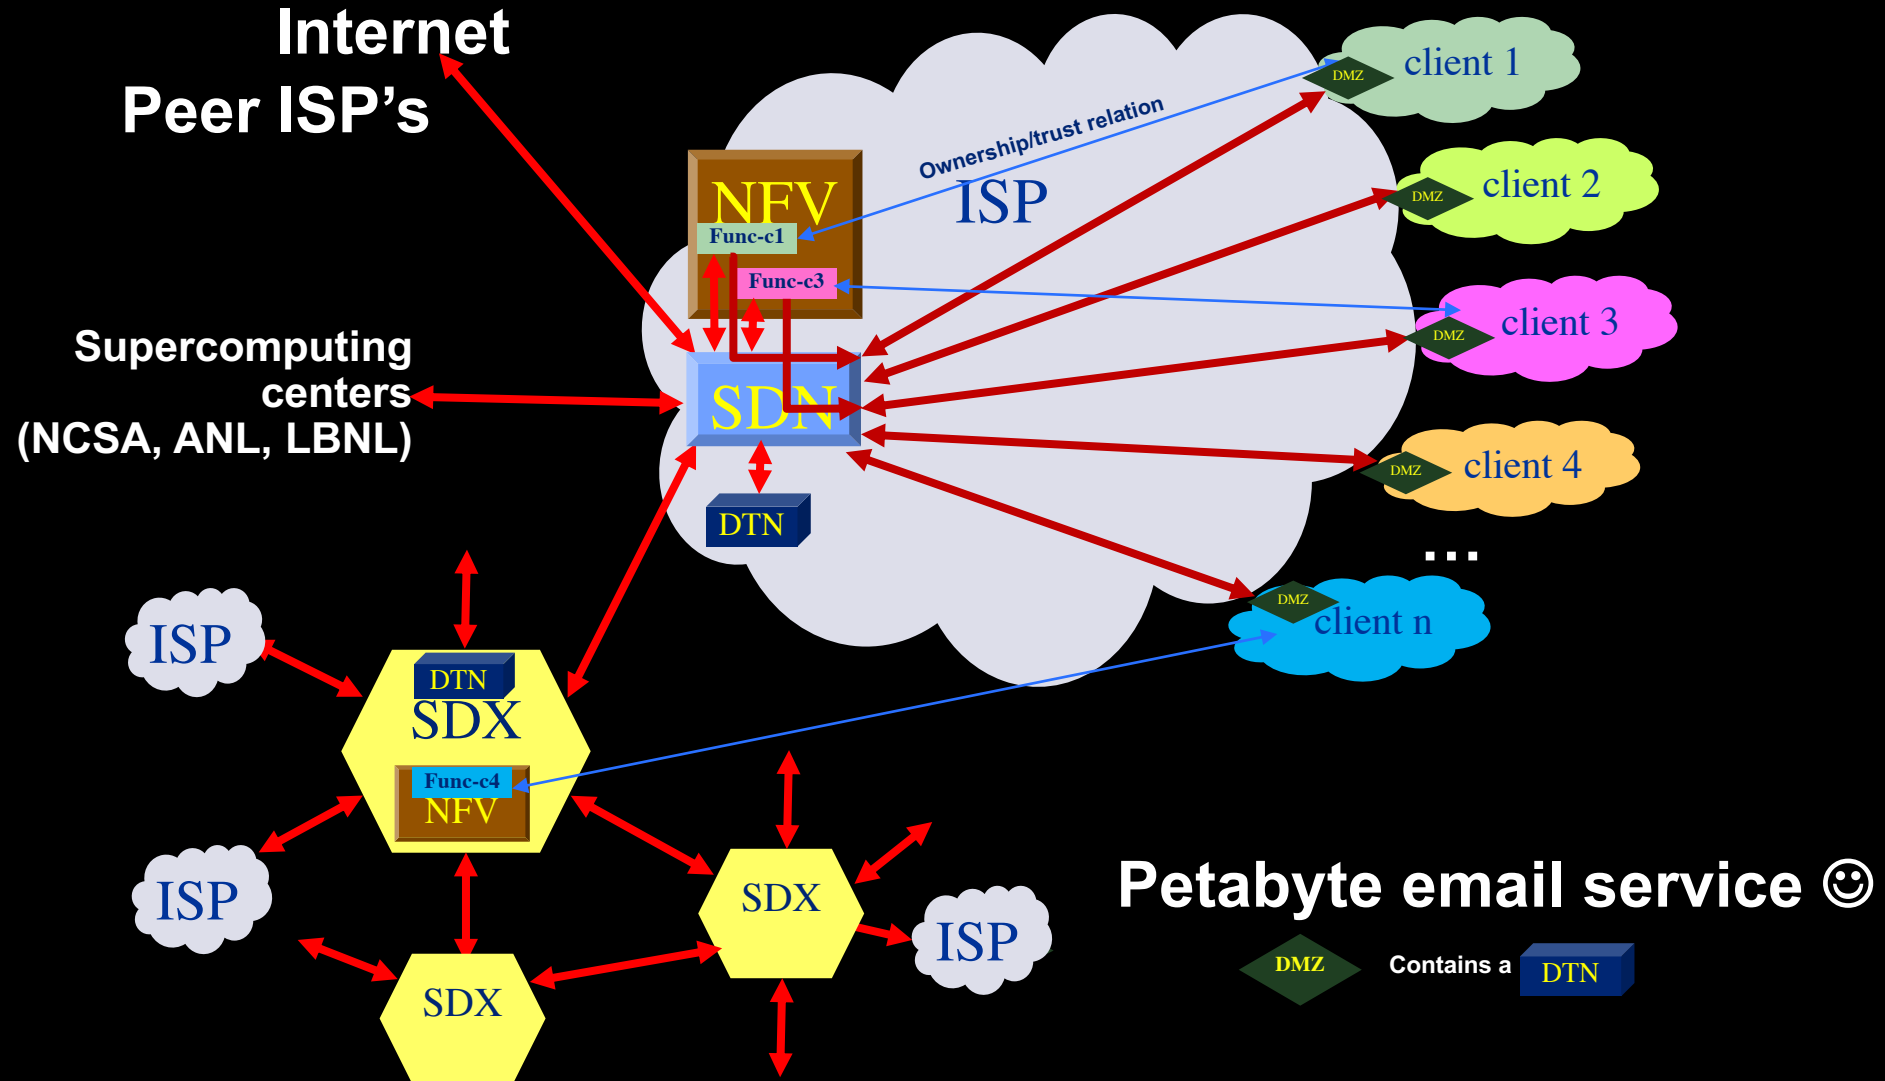 Internet
Peer ISP’s
Supercomputing
centers
(NCSA, ANL, LBNL)
NFV
Func-c1
Func-c3
SDN
DTN
Ownership/trust relation
ISP
DMZ
client 1
DMZ
client 2
DMZ
client 3
DMZ
client 4
...
DMZ
client n
ISP
DTN
SDX
Func-c4
NFV
ISP
SDX
SDX
ISP
Petabyte email service ☺
DMZ
Contains a
DTN